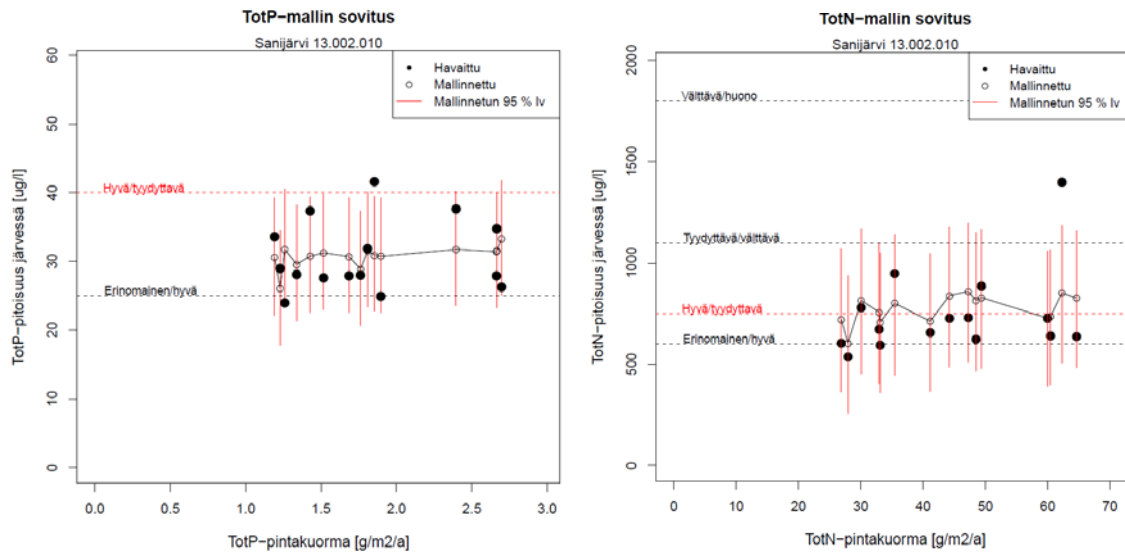 TotP−mallin sovitus
Sanijärvi 13.002.010
Havaittu
Mallinnettu
Mallinnetun 95 % lv
Hyvä/tyydyttavä
Erinomainen/hyvä
TotP−pitoisuus järvessä [ug/l]
60
50
40
30
20
10
0
0.0 0.5 1.0 1.5 2.0 2.5 3.0
TotP−pintakuorma [g/m2/a]
TotN−mallin sovitus
Sanijärvi 13.002.010
Havaittu
Mallinnettu
Mallinnetun 95 % lv
Välttävä/huono
Tyydyttävä/välttävä
Hyvä/tyydyttavä
Erinomainen/hyvä
TotN−pitoisuus järvessä [ug/l]
2000
1500
1000
500
0
0 10 20 30 40 50 60 70
TotN−pintakuorma [g/m2/a]